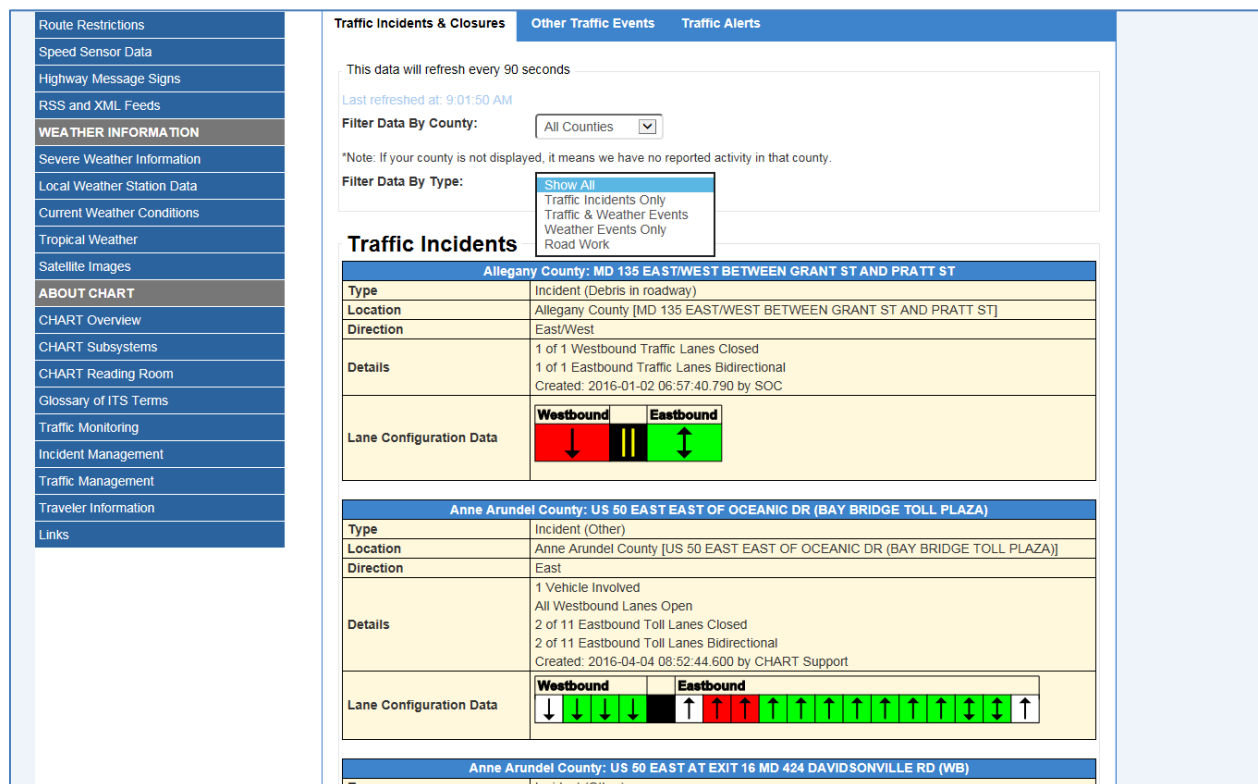 Route Restrictions
Speed Sensor Data
Highway Message Signs
RSS and XML Feeds
WEATHER INFORMATION
Severe Weather Information
Local Weather Station Data
Current Weather Conditions
Tropical Weather
Satellite Images
ABOUT CHART
CHART Overview
CHART Subsystems
CHART Reading Room
Glossary of ITS Terms
Traffic Monitoring
Incident Management
Traffic Management
Traveler Information
Links
Traffic Incidents & Closures Other Traffic Events Traffic Alerts
This data will refresh every 90 seconds
Last refreshed at: 9:01:50 AM
Filter Data By County: All Counties
*Note: If your county is not displayed, it means we have no reported activity in that county.
Filter Data By Type: Show All
Traffic Incidents Only
Traffic & Weather Events
Weather Events Only
Road Work
Traffic Incidents
Allegany County: MD 135 EAST/WEST BETWEEN GRANT ST AND PRATT ST
Type Incident (Debris in roadway)
Location Allegany County [MD 135 EAST/WEST BETWEEN GRANT ST AND PRATT ST]
Direction East/West
Details
1 of 1 Westbound Traffic Lanes Closed
1 of 1 Eastbound Traffic Lanes Bidirectional
Created: 2016-01-02 06:57:40.790 by SOC
Lane Configuration Data
Westbound Eastbound
Anne Arundel County: US 50 EAST EAST OF OCEANIC DR (BAY BRIDGE TOLL PLAZA)
Type Incident (Other)
Location Anne Arundel County [US 50 EAST EAST OF OCEANIC DR (BAY BRIDGE TOLL PLAZA)]
Direction East
Details
1 Vehicle Involved
All Westbound Lanes Open
2 of 11 Eastbound Toll Lanes Closed
2 of 11 Eastbound Toll Lanes Bidirectional
Created: 2016-04-04 08:52:44.600 by CHART Support
Lane Configuration Data
Westbound Eastbound
Anne Arundel County: US 50 EAST AT EXIT 16 MD 424 DAVIDSONVILLE RD (WB)